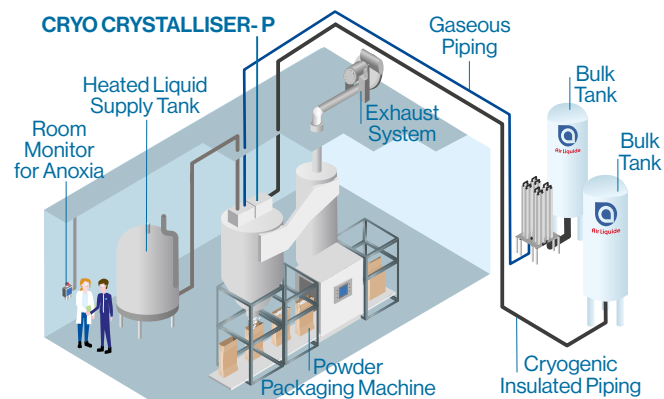 CRYO CRYSTALLISER-P
Gaseous
Piping
Heated Liquid
Supply Tank
Bulk
Tank
Exhaust
System
Room
Monitor
for Anoxia
Bulk
Tank
Air Liquide
Air Liquide
Powder
Packaging Machine
Cryogenic
Insulated Piping